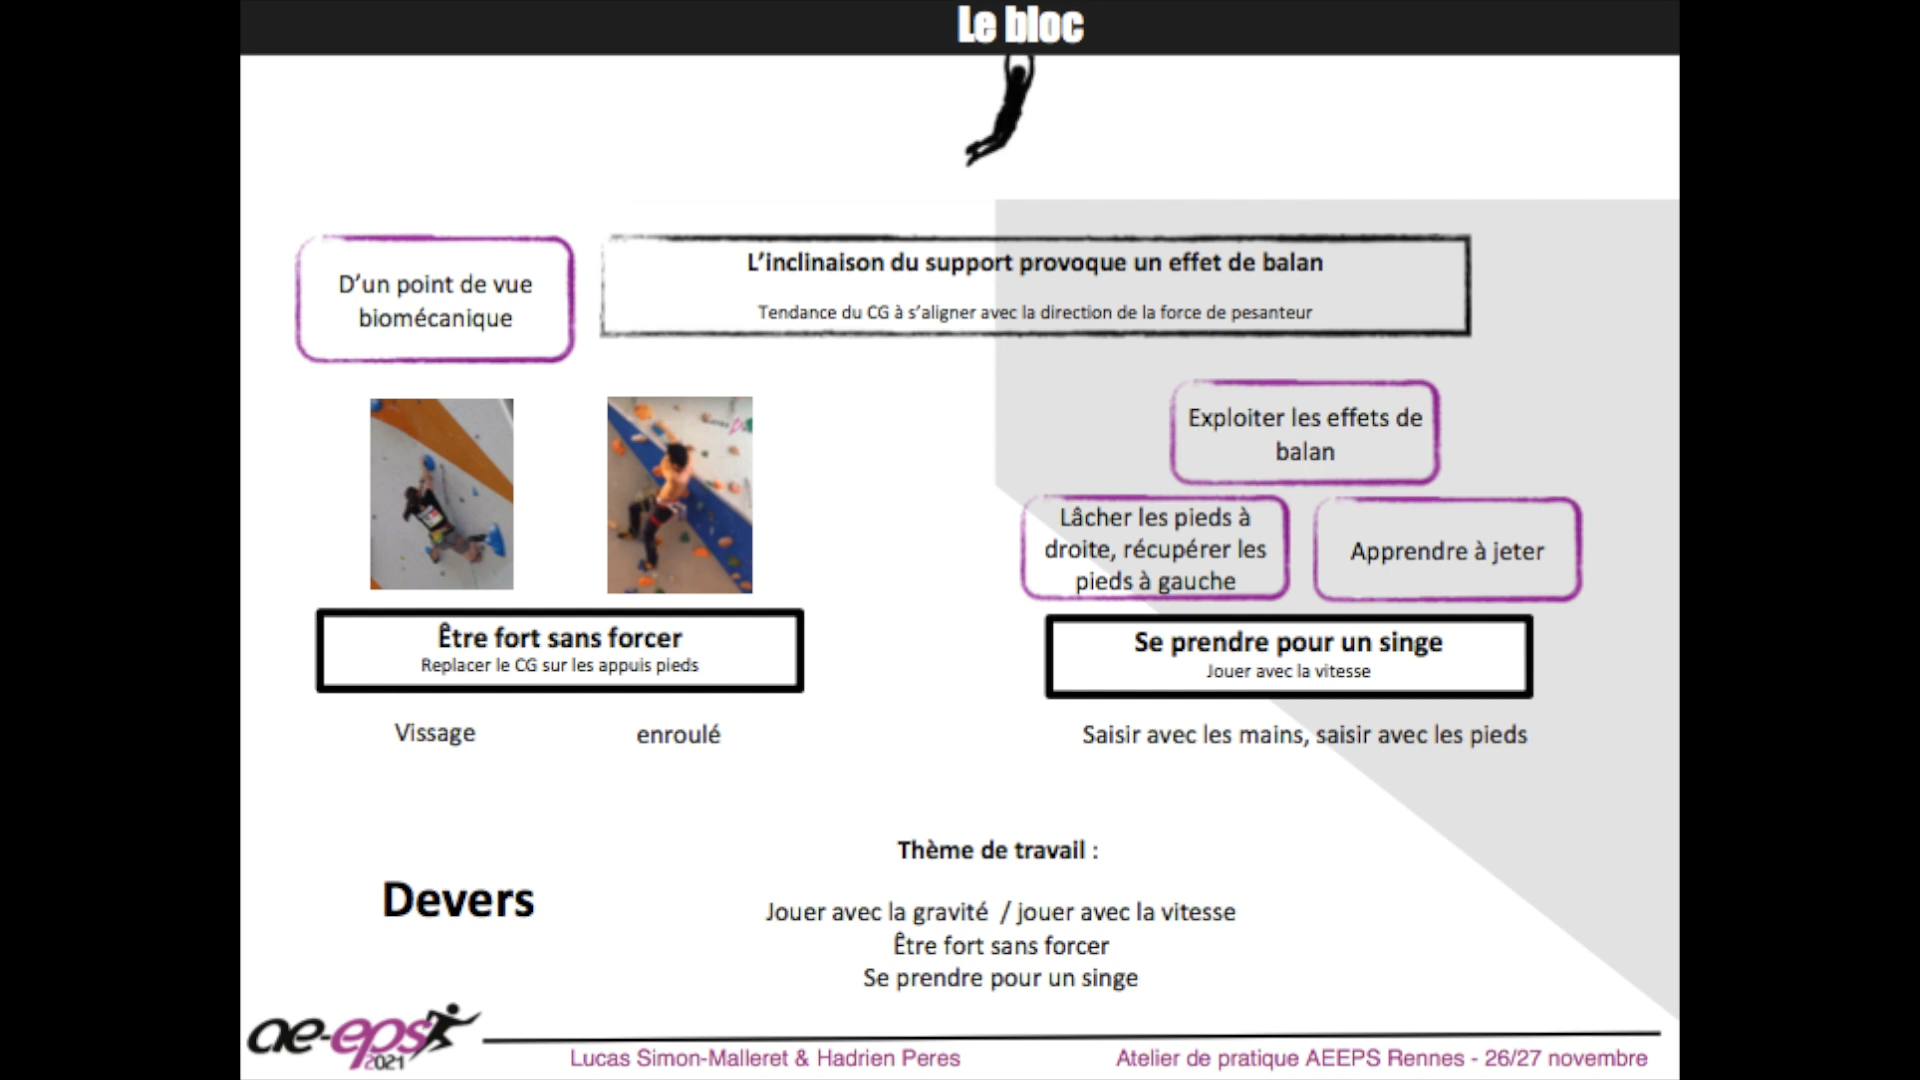 Le bloc
D'un point de vue
biomécanique
L'inclinaison du support provoque un effet de balan
Tendance du CG à s'aligner avec la direction de la force de pesanteur
Exploiter les effets de
balan
Lâcher les pieds à
droite, récupérer les
pieds à gauche
Apprendre à jeter
Être fort sans forcer
Replacer le CG sur les appuis pieds
Se prendre pour un singe
Jouer avec la vitesse
Vissage
enroulé
Saisir avec les mains, saisir avec les pieds
Thème de travail :
Devers
Jouer avec la gravité / jouer avec la vitesse
Être fort sans forcer
Se prendre pour un singe
ae-eps
2021
Lucas Simon-Malleret & Hadrien Peres
Atelier de pratique AEEPS Rennes - 26/27 novembre